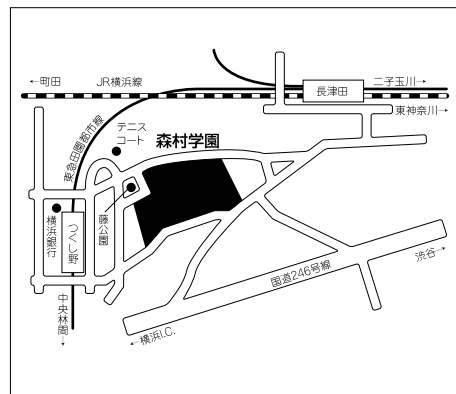 ←町田
JR横浜線
長津田
二子玉川→
東神奈川→
東急田園都市線
テニス
コート
森村学園
藤公園
横浜銀行
つくし野
中央林間→
国道246号線
渋谷→
←横浜I.C.